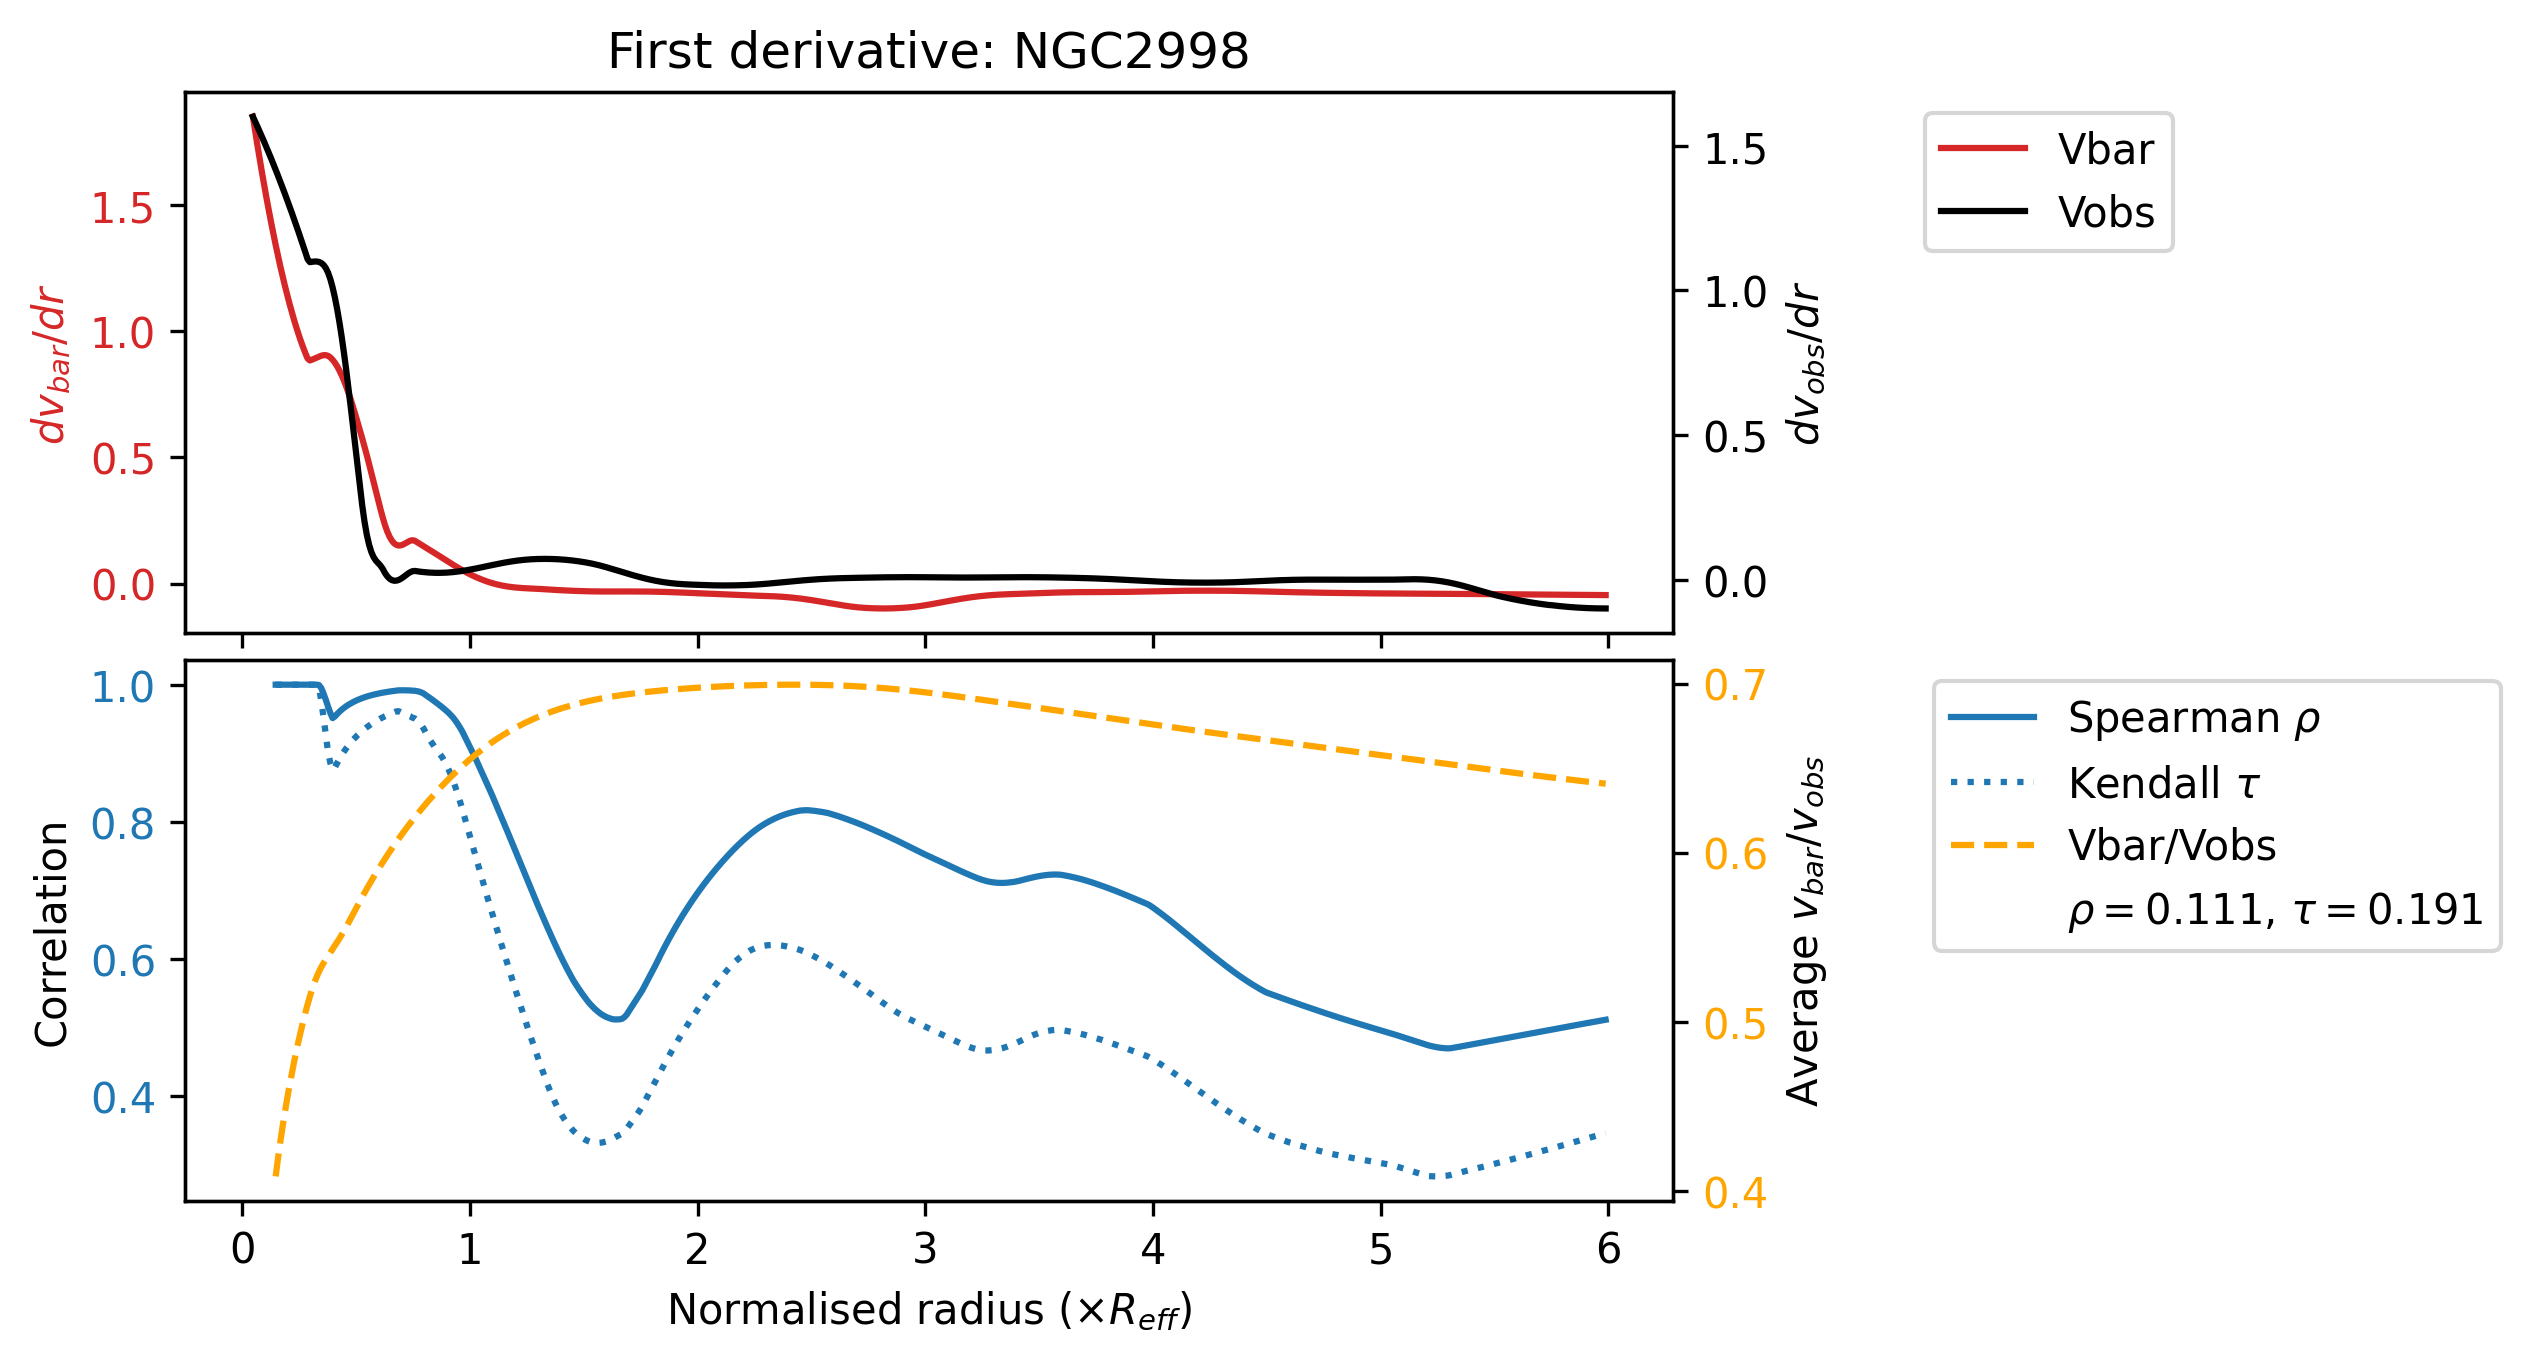 First derivative: NGC2998
1.5
1.0
0.5
0.0
dv_bar/dr
1.5
1.0
0.5
0.0
dv_obs/dr
Vbar
Vobs
1.0
0.8
0.6
0.4
Correlation
0.7
0.6
0.5
0.4
Average v_bar/v_obs
Spearman ρ
Kendall τ
Vbar/Vobs
ρ = 0.111, τ = 0.191
0 1 2 3 4 5 6
Normalised radius (×R_eff)